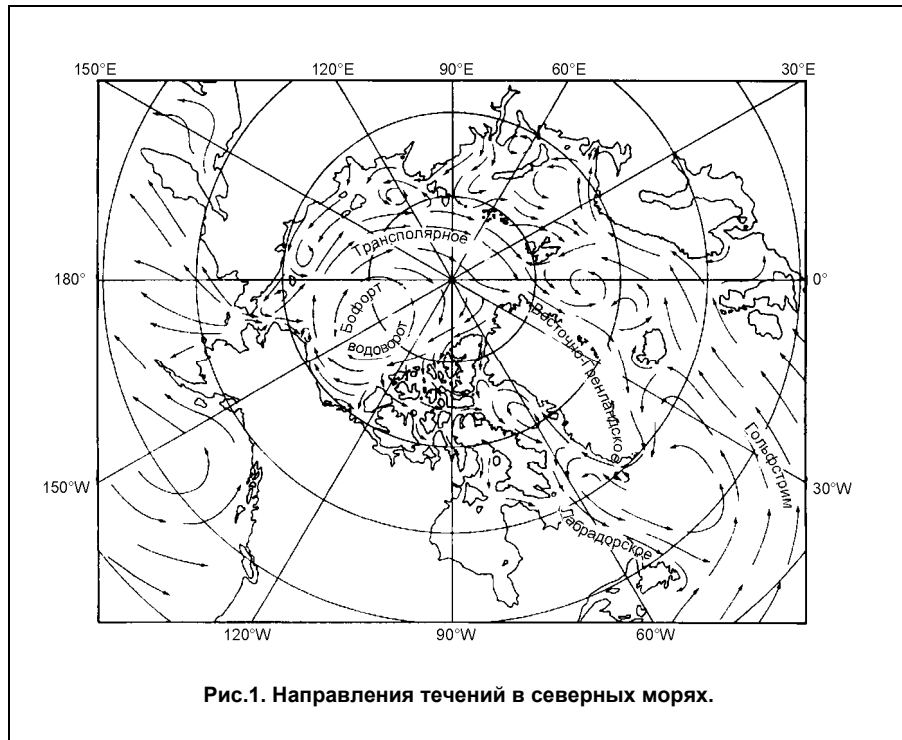 150°E 120°E 90°E 60°E 30°E
Трансполярное
180° 0°
Бофорт
водоворот
Восточно-Гренландское
Гольфстрим
150°W 30°W
Лабрадорское
120°W 90°W 60°W
Рис.1. Направления течений в северных морях.